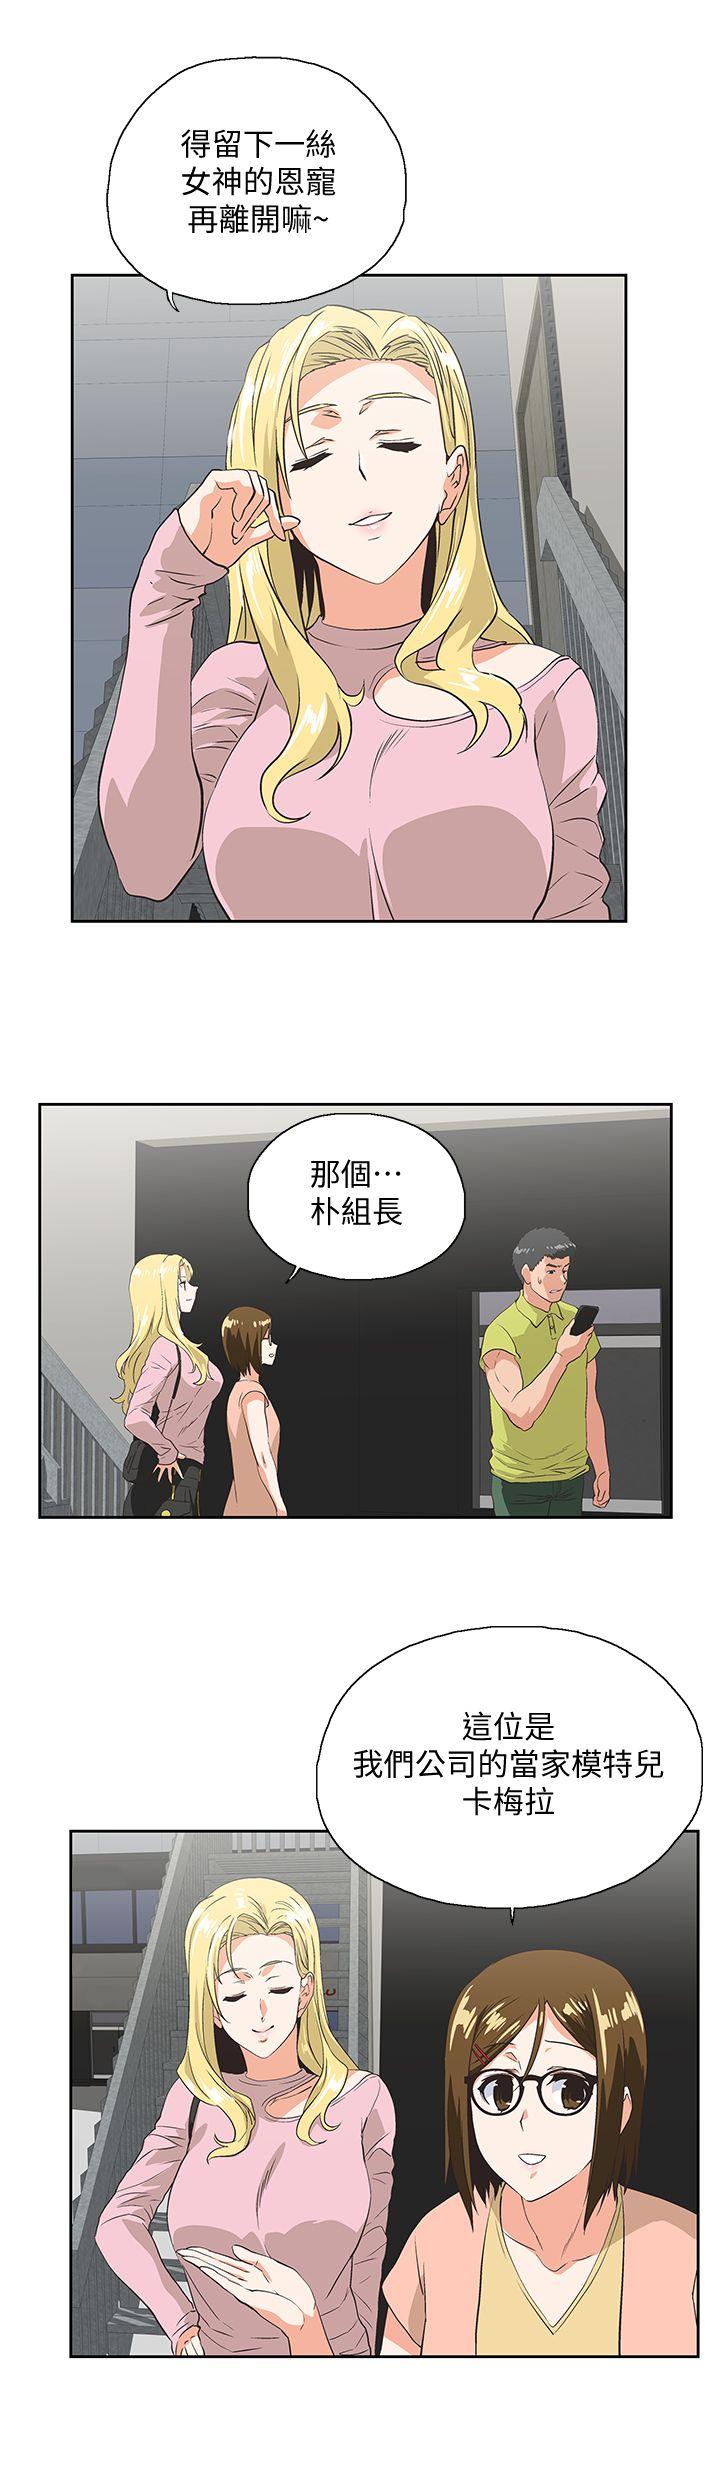 得留下一絲
女神的恩寵
再離開嘛~
那個⋯
朴組長
這位是
我們公司的當家模特兒
卡梅拉